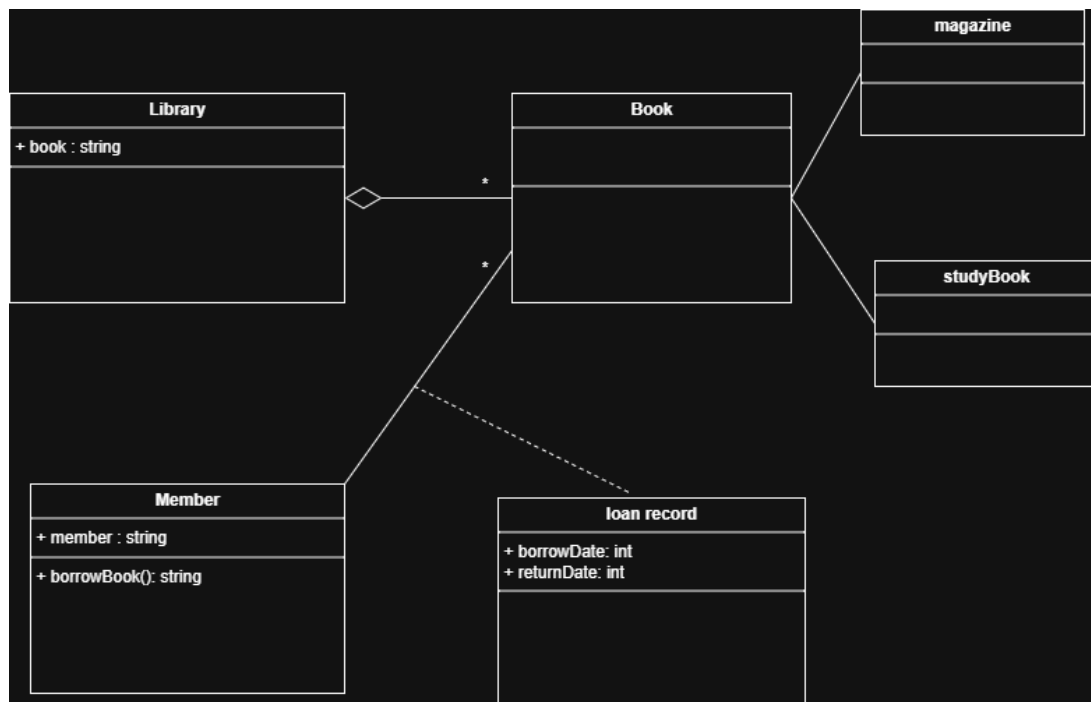 magazine
Library
+ book : string
Book
*
*
studyBook
Member
+ member : string
+ borrowBook(): string
loan record
+ borrowDate: int
+ returnDate: int